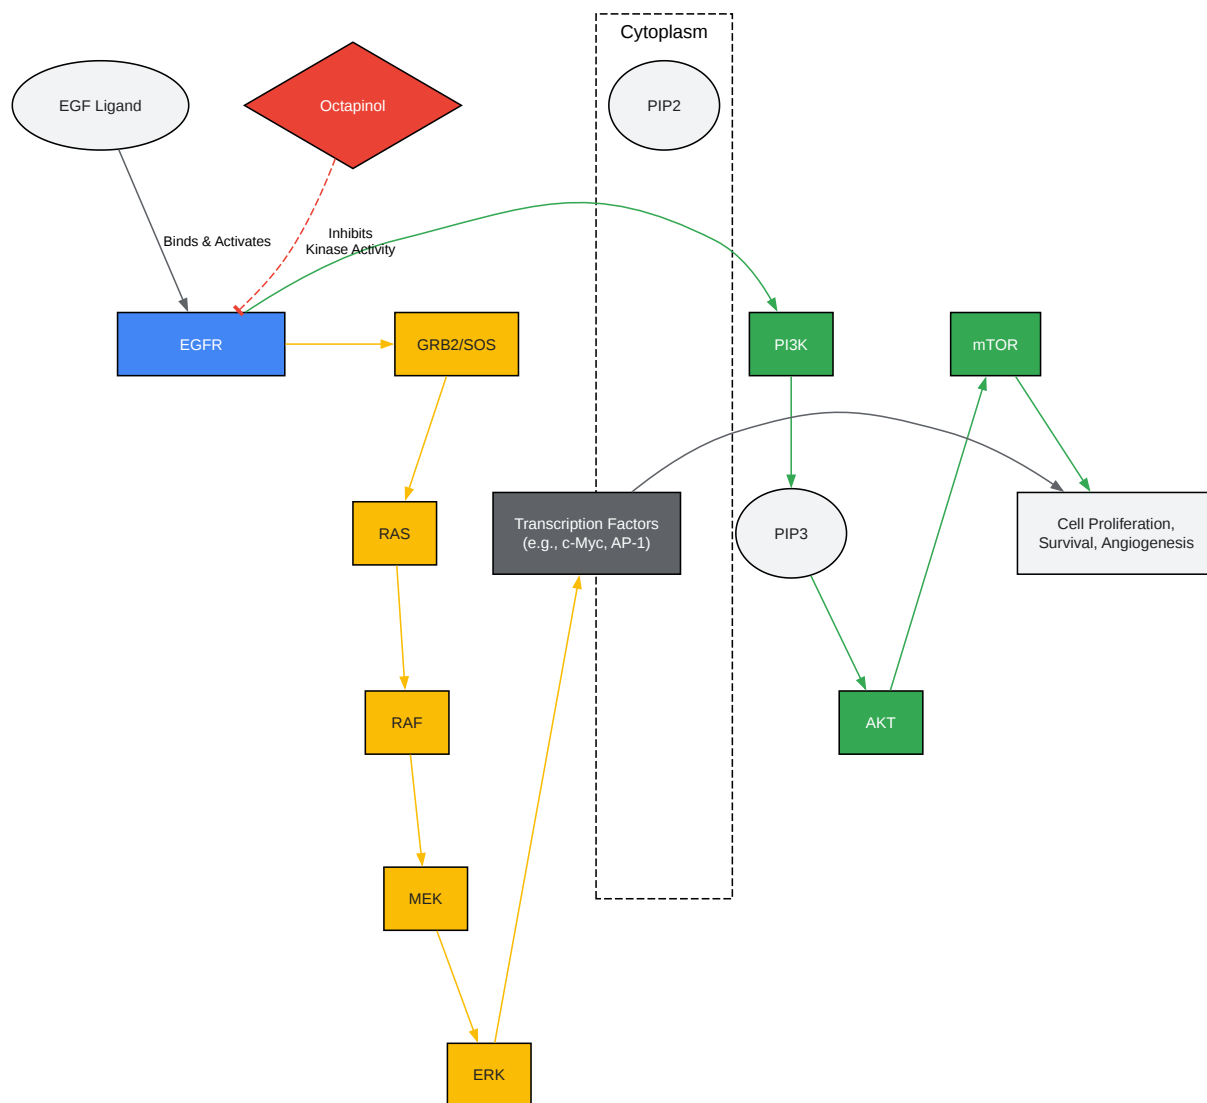 Cytoplasm
EGF Ligand
Octapinol
PIP2
Binds & Activates
Inhibits
Kinase Activity
EGFR
GRB2/SOS
PI3K
mTOR
RAS
Transcription Factors
(e.g., c-Myc, AP-1)
PIP3
Cell Proliferation,
Survival, Angiogenesis
RAF
AKT
MEK
ERK